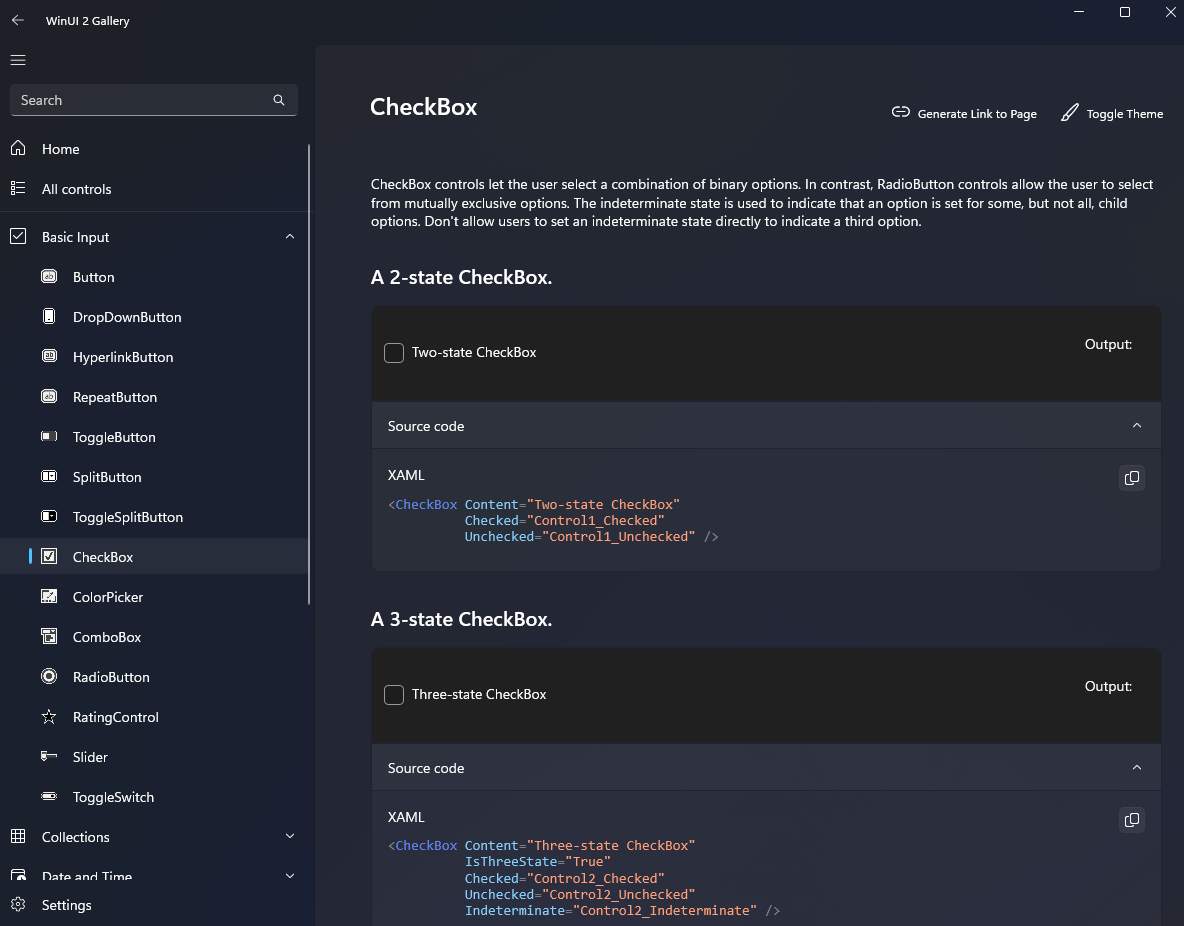 WinUI 2 Gallery
Search
Home
All controls
Basic Input
Button
DropDownButton
HyperlinkButton
RepeatButton
ToggleButton
SplitButton
ToggleSplitButton
CheckBox
ColorPicker
ComboBox
RadioButton
RatingControl
Slider
ToggleSwitch
Collections
Date and Time
Settings
CheckBox
Generate Link to Page
Toggle Theme
CheckBox controls let the user select a combination of binary options. In contrast, RadioButton controls allow the user to select
from mutually exclusive options. The indeterminate state is used to indicate that an option is set for some, but not all, child
options. Don't allow users to set an indeterminate state directly to indicate a third option.
A 2-state CheckBox.
Two-state CheckBox
Output:
Source code
XAML
<CheckBox Content="Two-state CheckBox"
Checked="Control1_Checked"
Unchecked="Control1_Unchecked" />
A 3-state CheckBox.
Three-state CheckBox
Output:
Source code
XAML
<CheckBox Content="Three-state CheckBox"
IsThreeState="True"
Checked="Control2_Checked"
Unchecked="Control2_Unchecked"
Indeterminate="Control2_Indeterminate" />